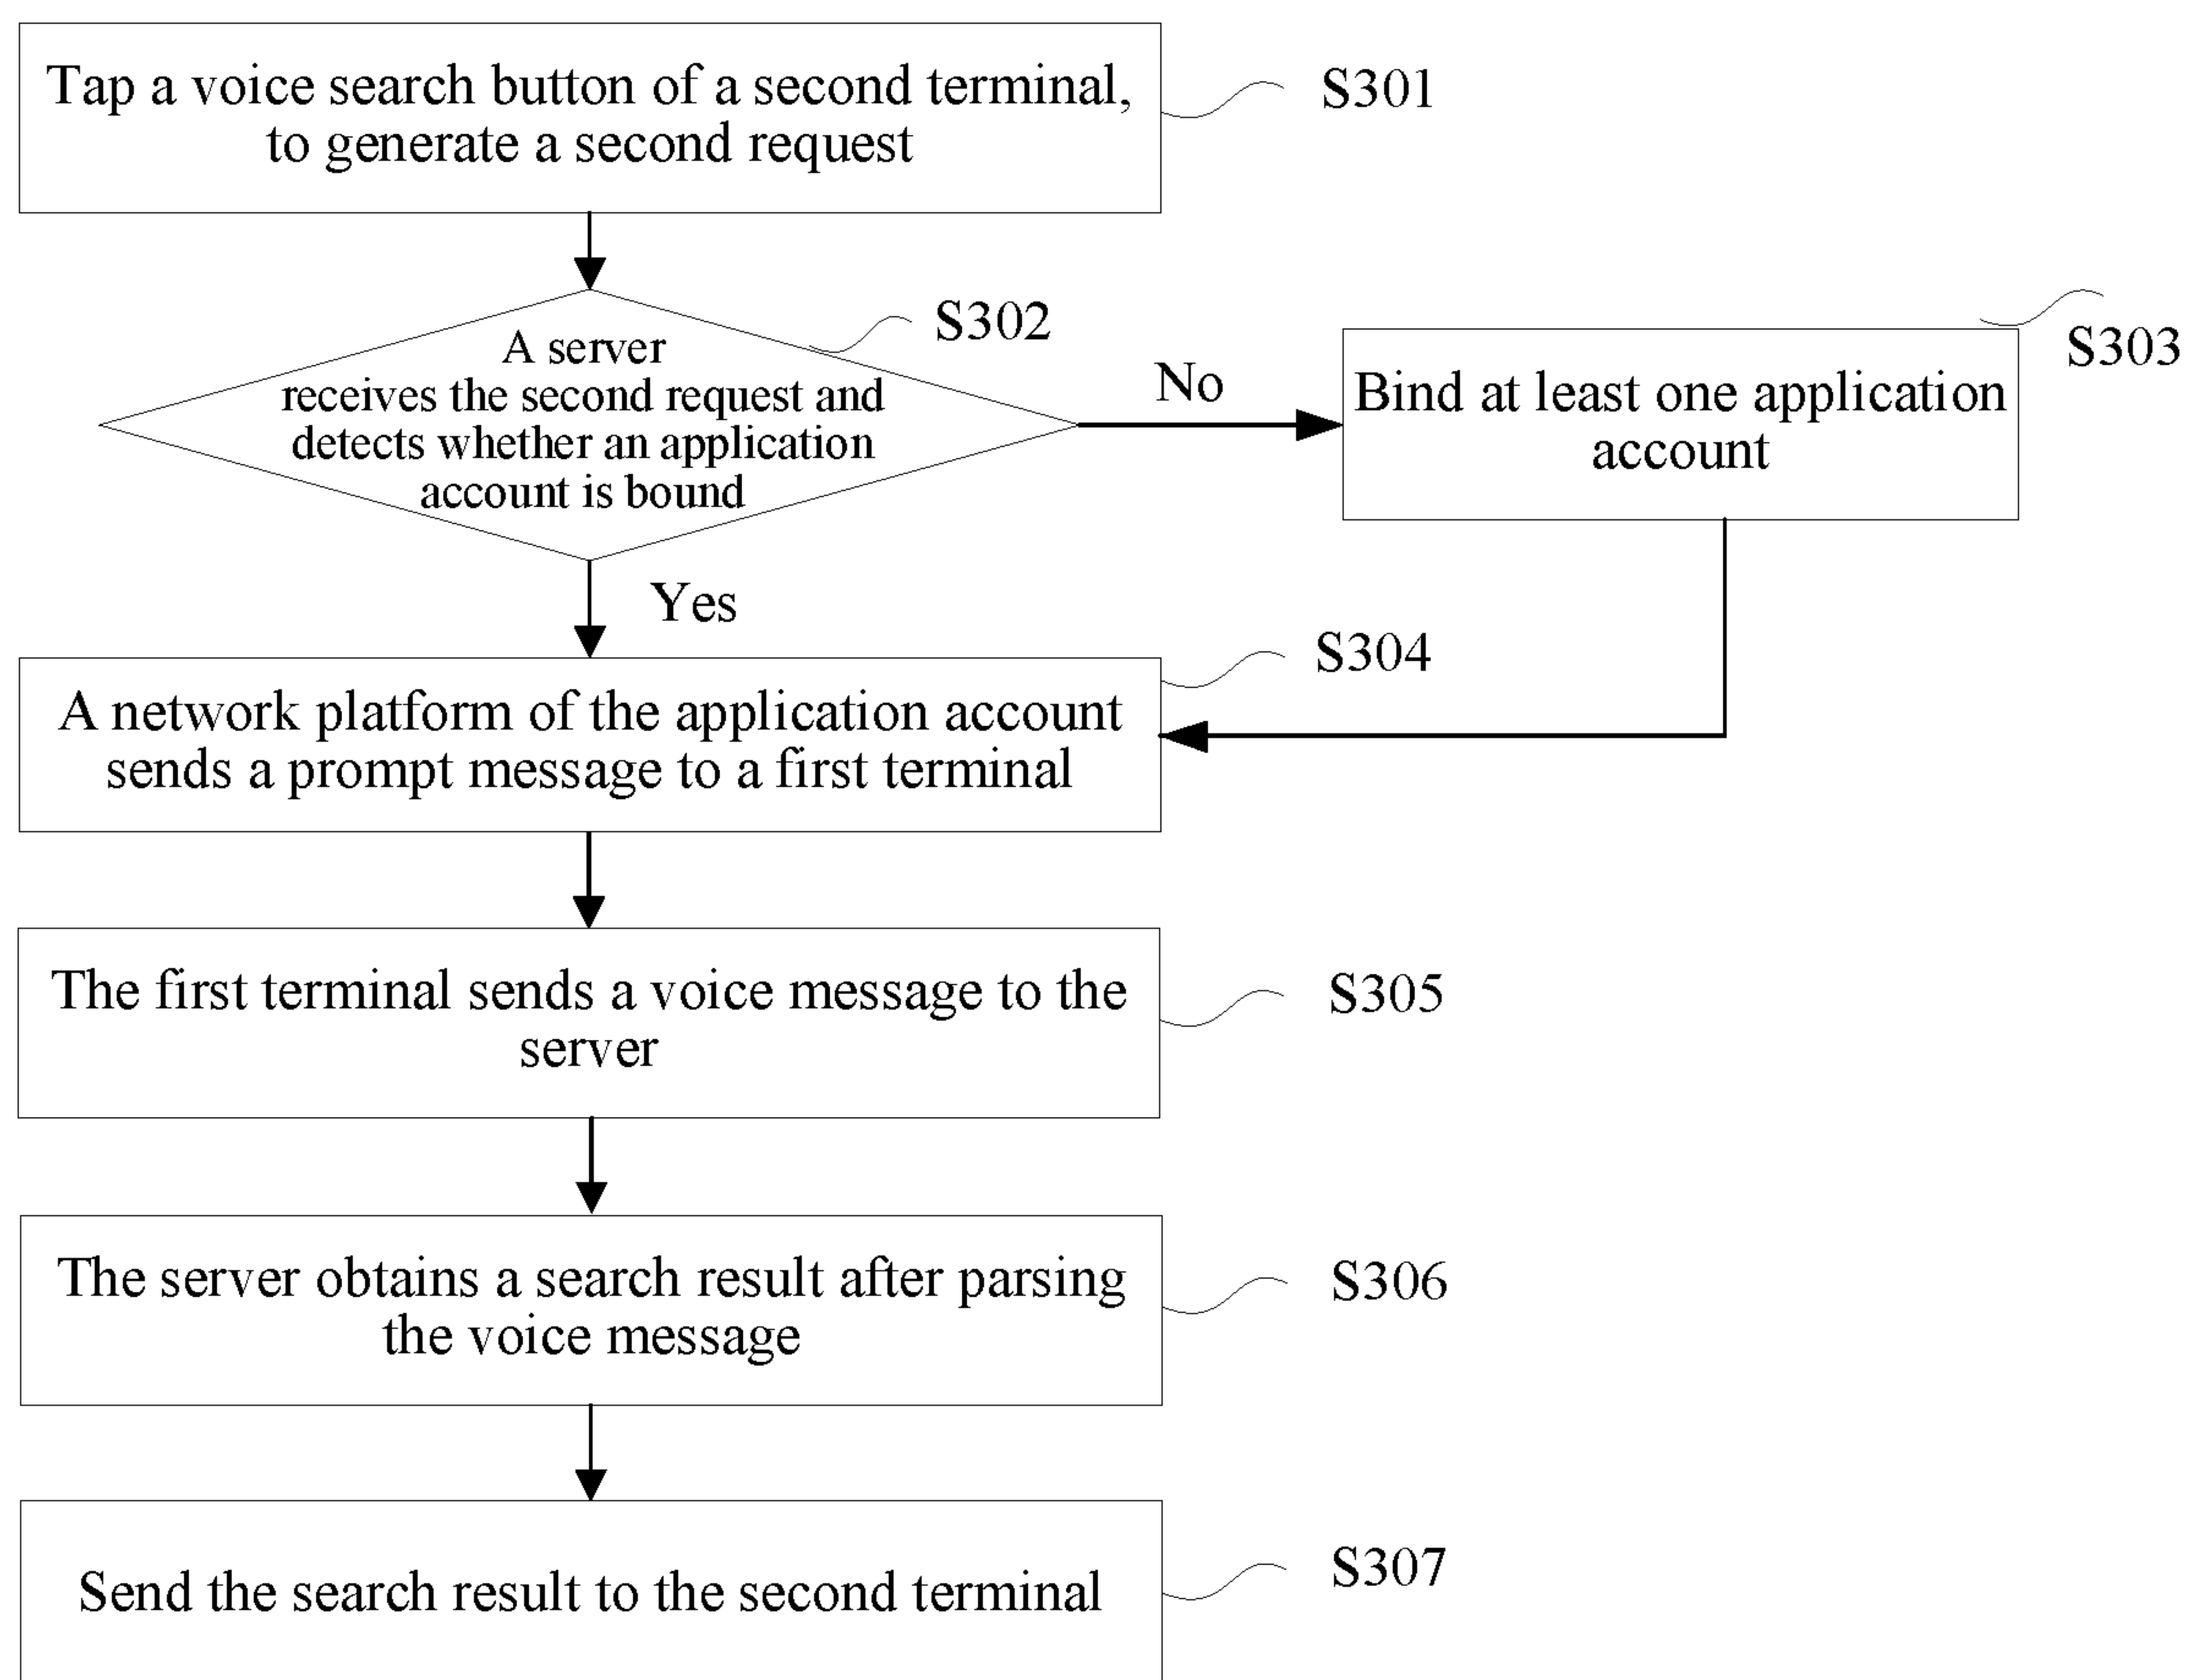 Tap a voice search button of a second terminal,
to generate a second request
S301
A server
receives the second request and
detects whether an application
account is bound
S302
No
Bind at least one application
account
S303
Yes
A network platform of the application account
sends a prompt message to a first terminal
S304
The first terminal sends a voice message to the
server
S305
The server obtains a search result after parsing
the voice message
S306
Send the search result to the second terminal
S307